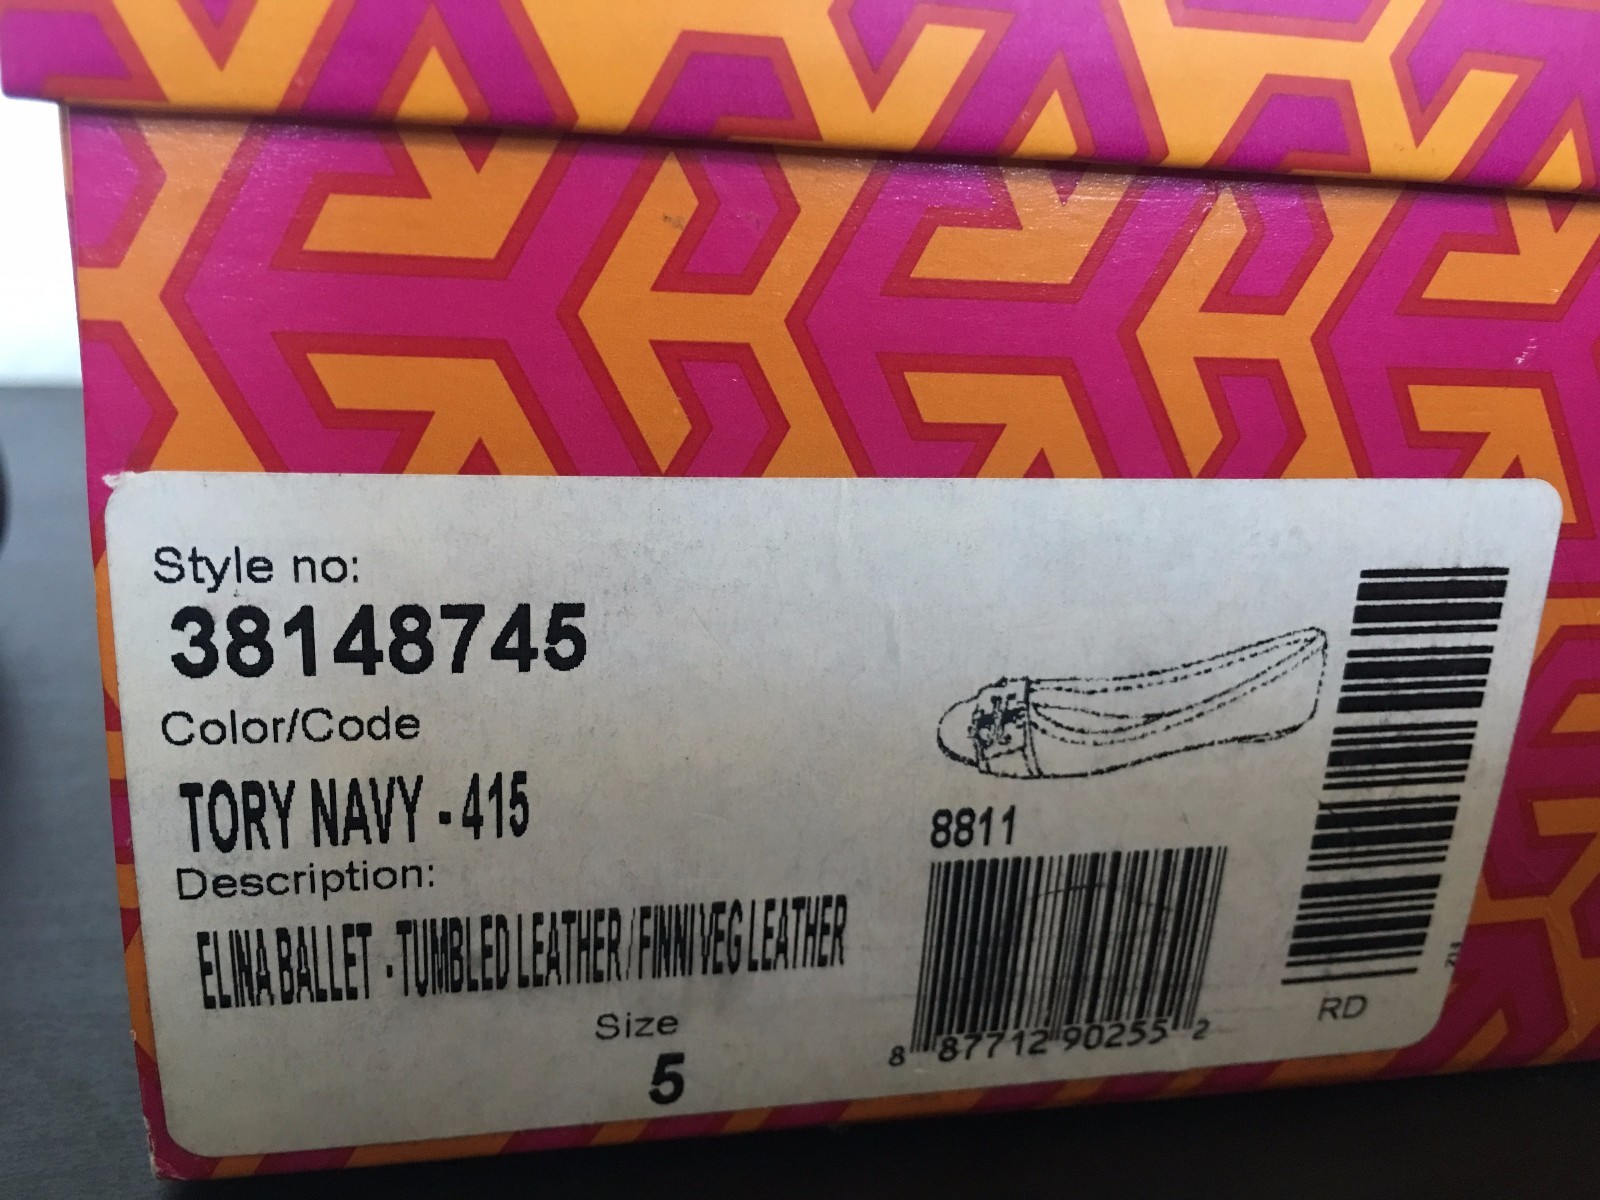 Style no:
38148745
Color/Code
TORY NAVY - 415
Description:
ELINA BALLET - TUMBLED LEATHER / FINNI VEG LEATHER
Size
5
8811
8 87712 90255 2
RD